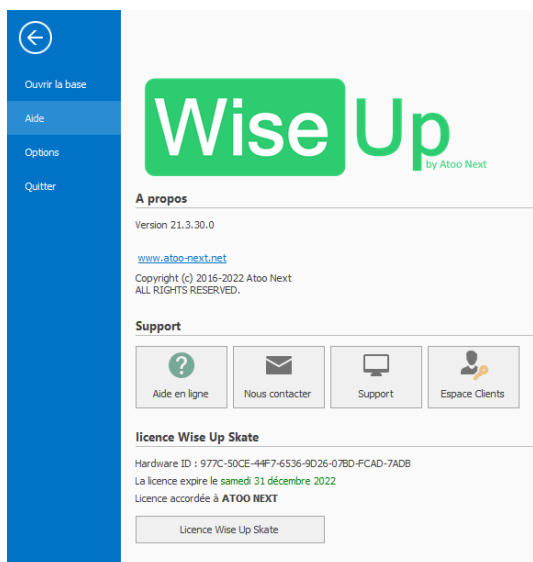 Ouvrir la base
Aide
Options
Quitter
Wise Up
by Atoo Next
A propos
Version 21.3.30.0
www.atoo-next.net
Copyright (c) 2016-2022 Atoo Next
ALL RIGHTS RESERVED.
Support
Aide en ligne
Nous contacter
Support
Espace Clients
licence Wise Up Skate
Hardware ID : 977C-50CE-44F7-6536-9D26-07BD-FCAD-7ADB
La licence expire le samedi 31 décembre 2022
Licence accordée à ATOO NEXT
Licence Wise Up Skate